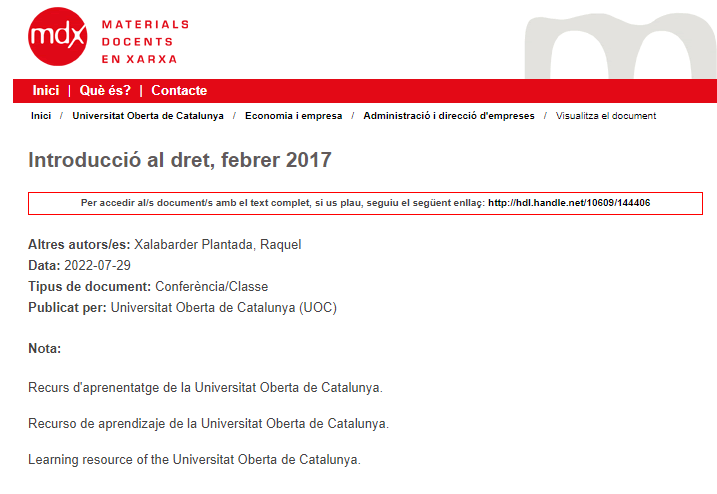 mdx
MATERIALS
DOCENTS
EN XARXA
Inici | Què és? | Contacte
Inici / Universitat Oberta de Catalunya / Economia i empresa / Administració i direcció d'empreses / Visualitza el document
Introducció al dret, febrer 2017
Per accedir al/s document/s amb el text complet, si us plau, seguiu el següent enllaç: http://hdl.handle.net/10609/144406
Altres autors/es: Xalabarder Plantada, Raquel
Data: 2022-07-29
Tipus de document: Conferència/Classe
Publicat per: Universitat Oberta de Catalunya (UOC)
Nota:
Recurs d'aprenentatge de la Universitat Oberta de Catalunya.
Recurso de aprendizaje de la Universitat Oberta de Catalunya.
Learning resource of the Universitat Oberta de Catalunya.